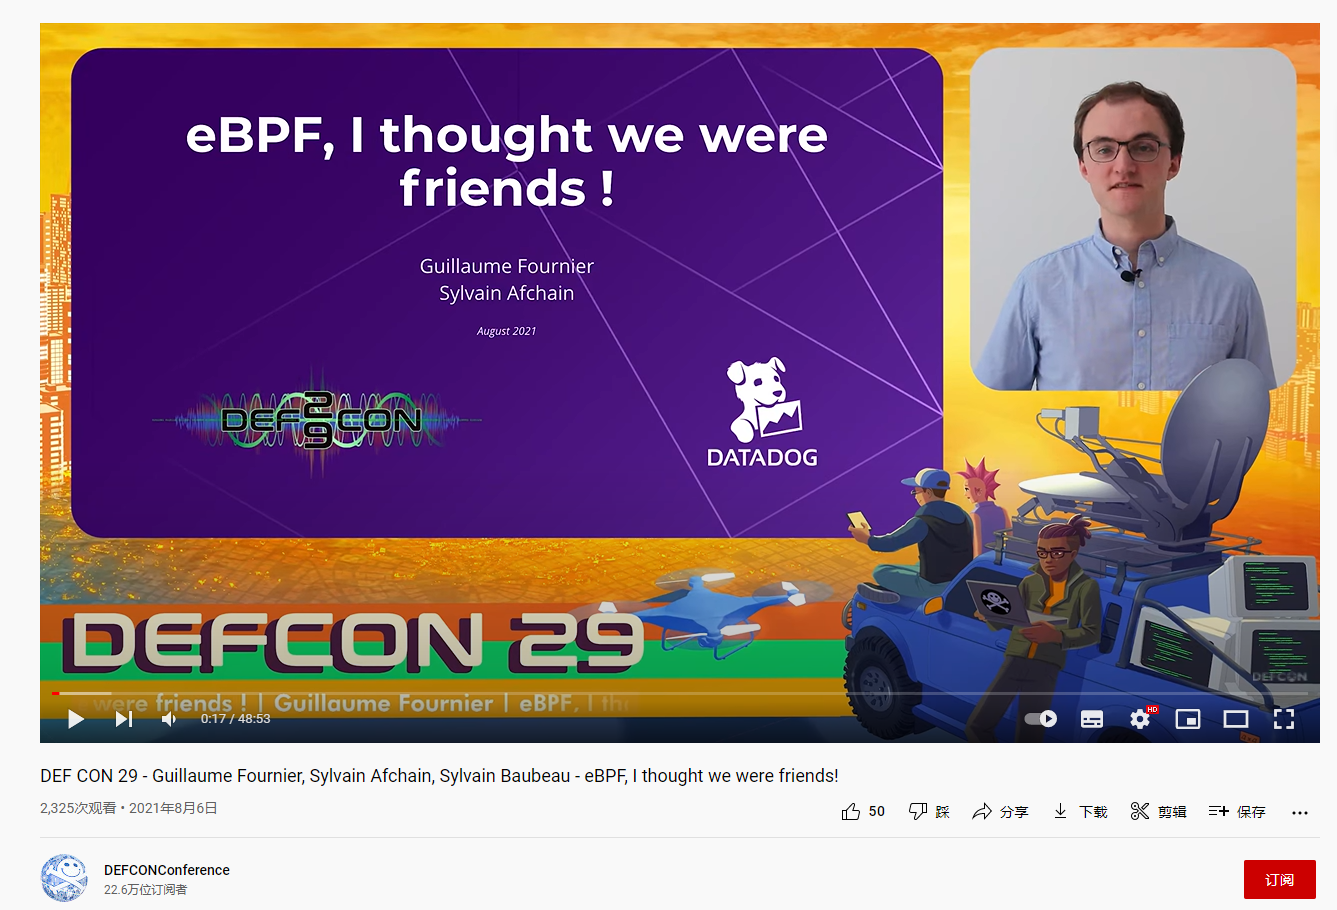 eBPF, I thought we were
friends !
Guillaume Fournier
Sylvain Afchain
August 2021
DEF CON
29
DATADOG
DEFCON 29
were friends ! | Guillaume Fournier | eBPF, I th
DEFCON
0:17 / 48:53
HD
DEF CON 29 - Guillaume Fournier, Sylvain Afchain, Sylvain Baubeau - eBPF, I thought we were friends!
2,325次观看 • 2021年8月6日
50
踩
分享
下载
剪辑
保存
DEFCONConference
22.6万位订阅者
订阅